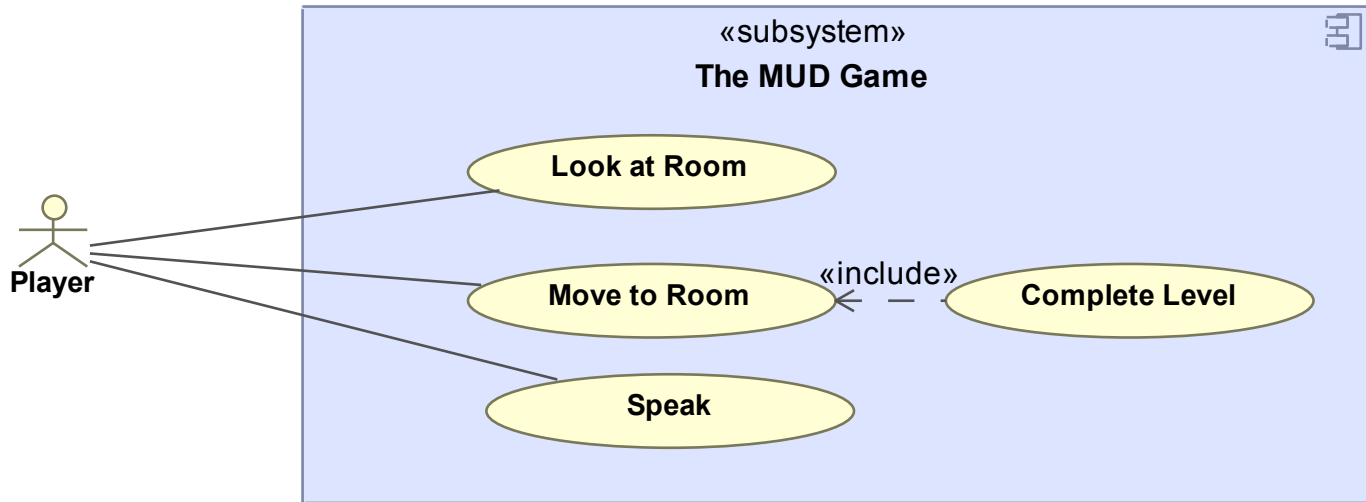 «subsystem»
The MUD Game
Look at Room
Player
«include»
Move to Room
Complete Level
Speak